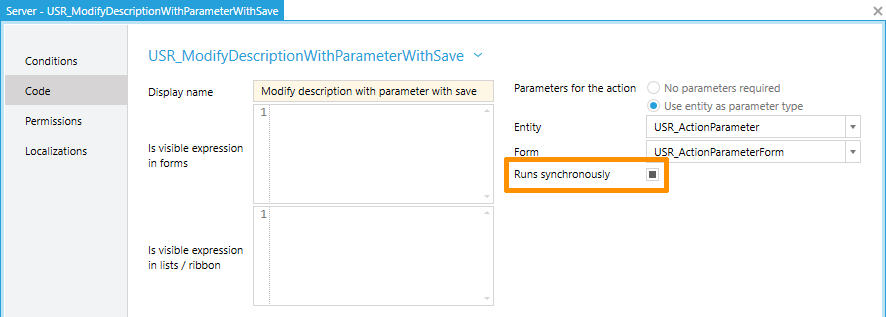 Server - USR_ModifyDescriptionWithParameterWithSave
Conditions
Code
Permissions
Localizations
USR_ModifyDescriptionWithParameterWithSave
Display name
Modify description with parameter with save
Is visible expression
in forms
1
Is visible expression
in lists / ribbon
1
Parameters for the action
No parameters required
Use entity as parameter type
Entity
USR_ActionParameter
Form
USR_ActionParameterForm
Runs synchronously